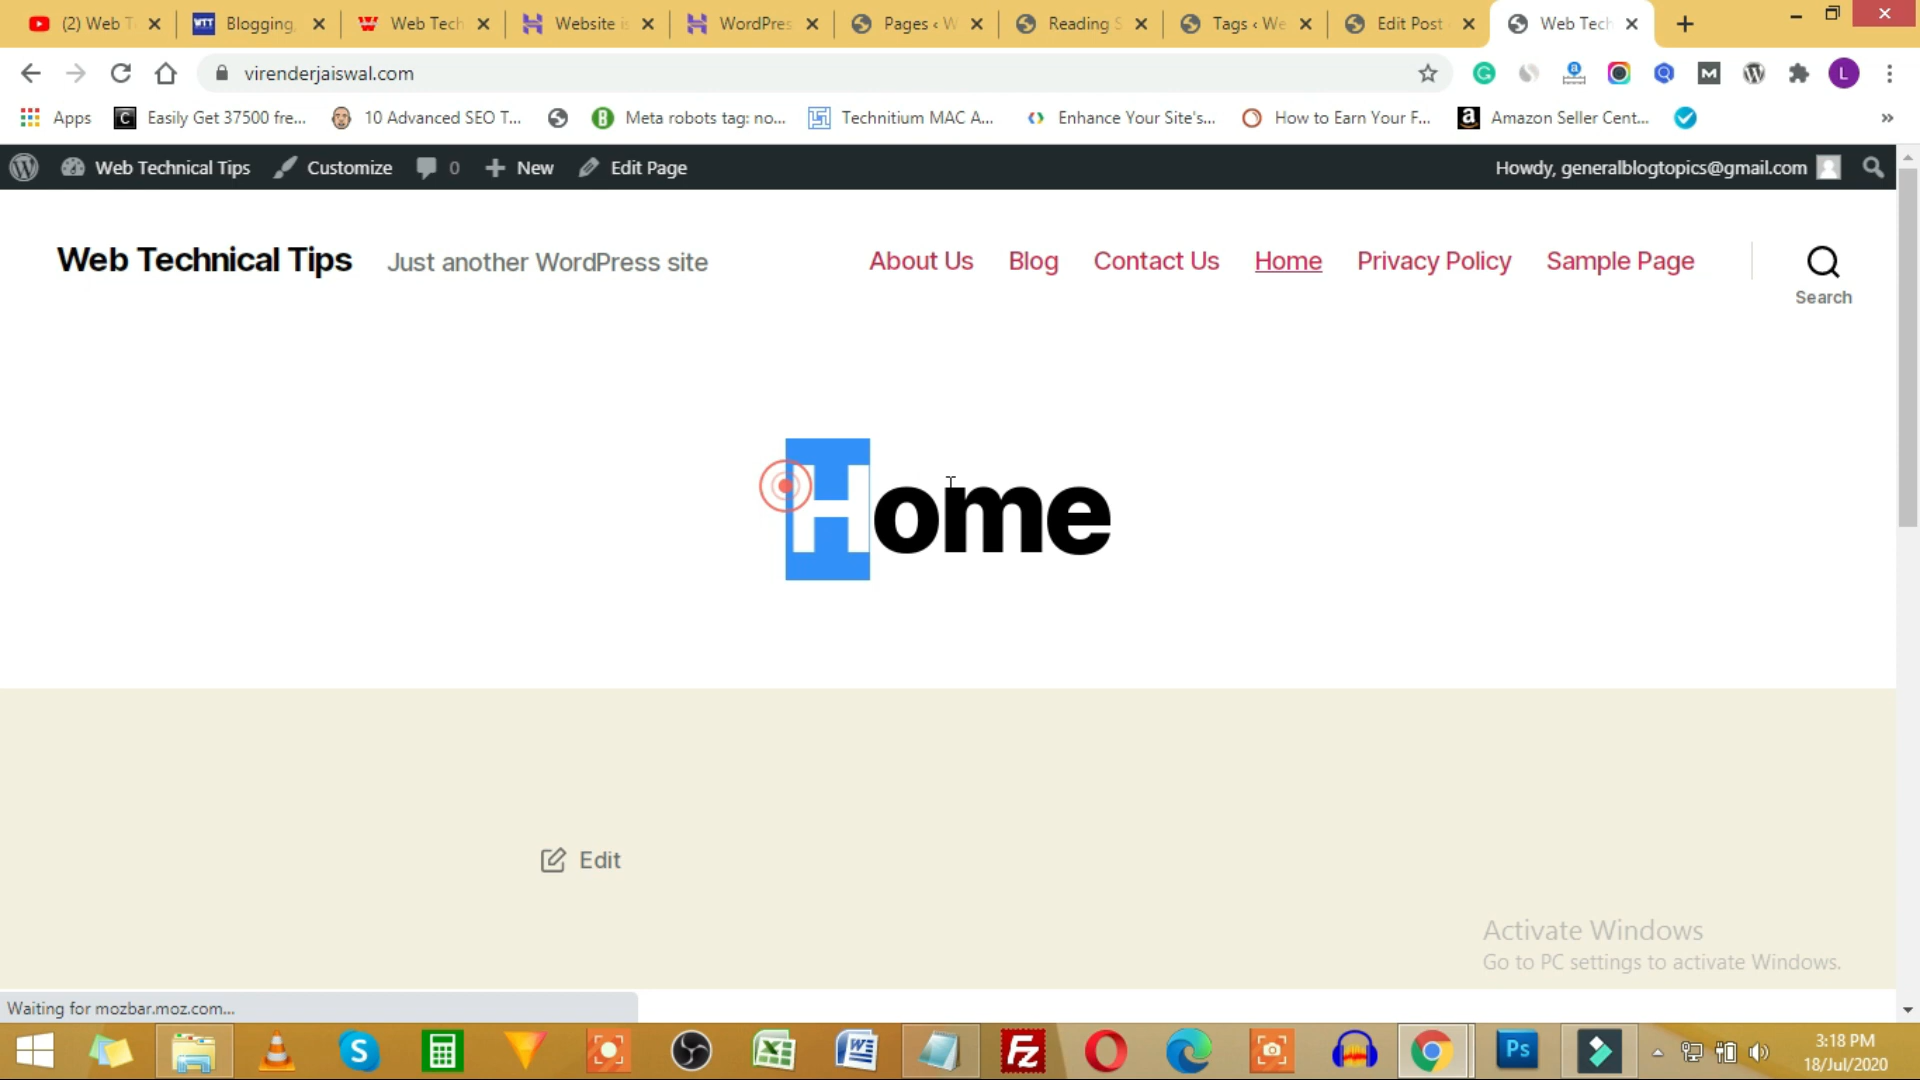 (2) Web T
Blogging,
Web Tech
Website is
WordPres
Pages ‹ W
Reading S
Tags ‹ We
Edit Post
Web Tech
virenderjaiswal.com
L
Apps
Easily Get 37500 fre...
10 Advanced SEO T...
Meta robots tag: no...
Technitium MAC A...
Enhance Your Site's...
How to Earn Your F...
Amazon Seller Cent...
»
Web Technical Tips
Customize
0
New
Edit Page
Howdy, generalblogtopics@gmail.com
Web Technical Tips
Just another WordPress site
About Us
Blog
Contact Us
Home
Privacy Policy
Sample Page
Search
Home
Edit
Activate Windows
Go to PC settings to activate Windows.
Waiting for mozbar.moz.com...
3:18 PM
18/Jul/2020